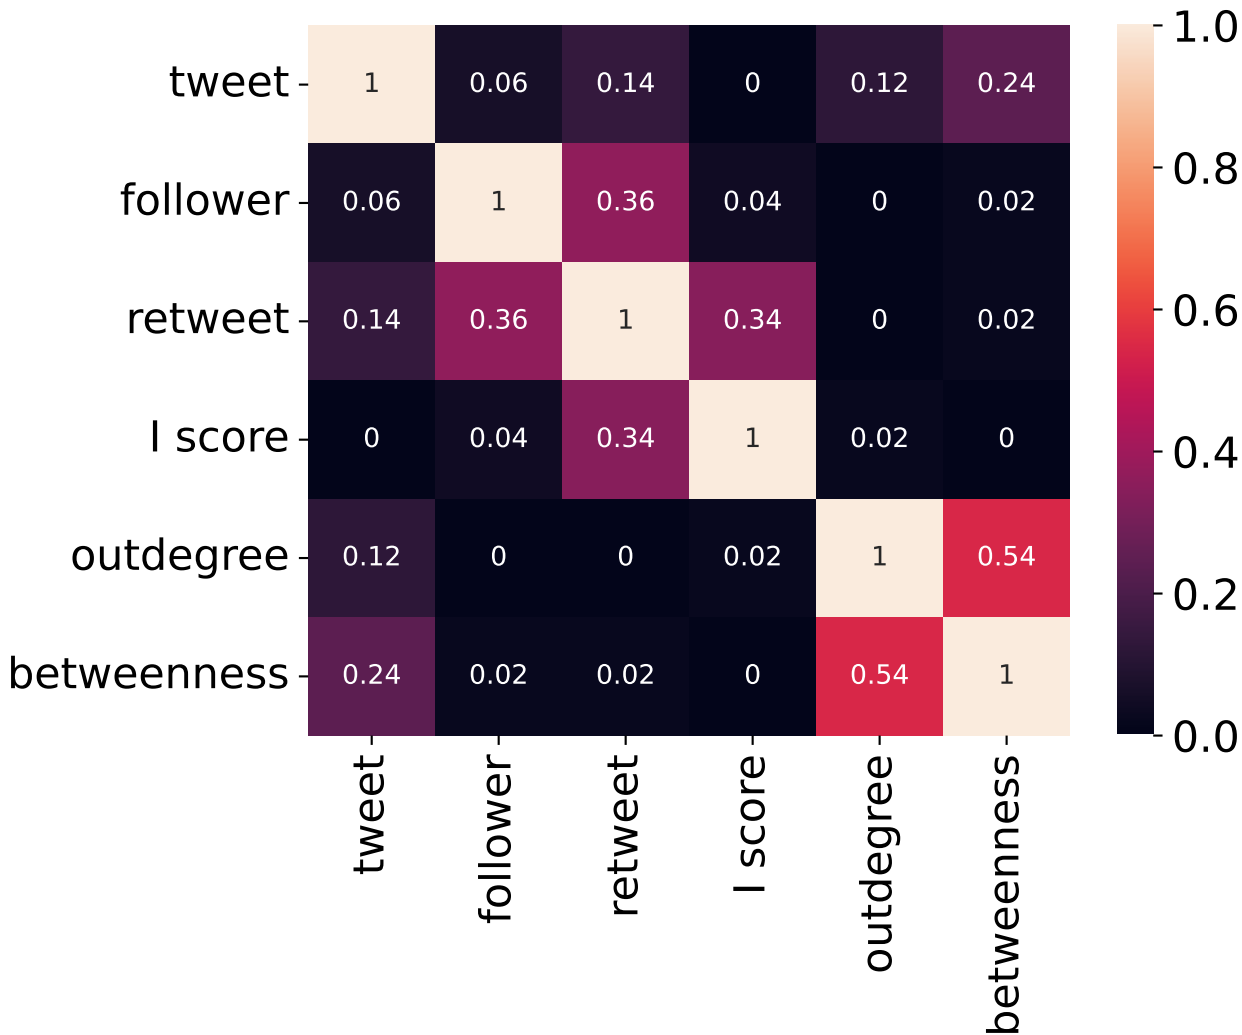 tweet 1 0.06 0.14 0 0.12 0.24
follower 0.06 1 0.36 0.04 0 0.02
retweet 0.14 0.36 1 0.34 0 0.02
I score 0 0.04 0.34 1 0.02 0
outdegree 0.12 0 0 0.02 1 0.54
betweenness 0.24 0.02 0.02 0 0.54 1
tweet
follower
retweet
I score
outdegree
betweenness
1.0
0.8
0.6
0.4
0.2
0.0